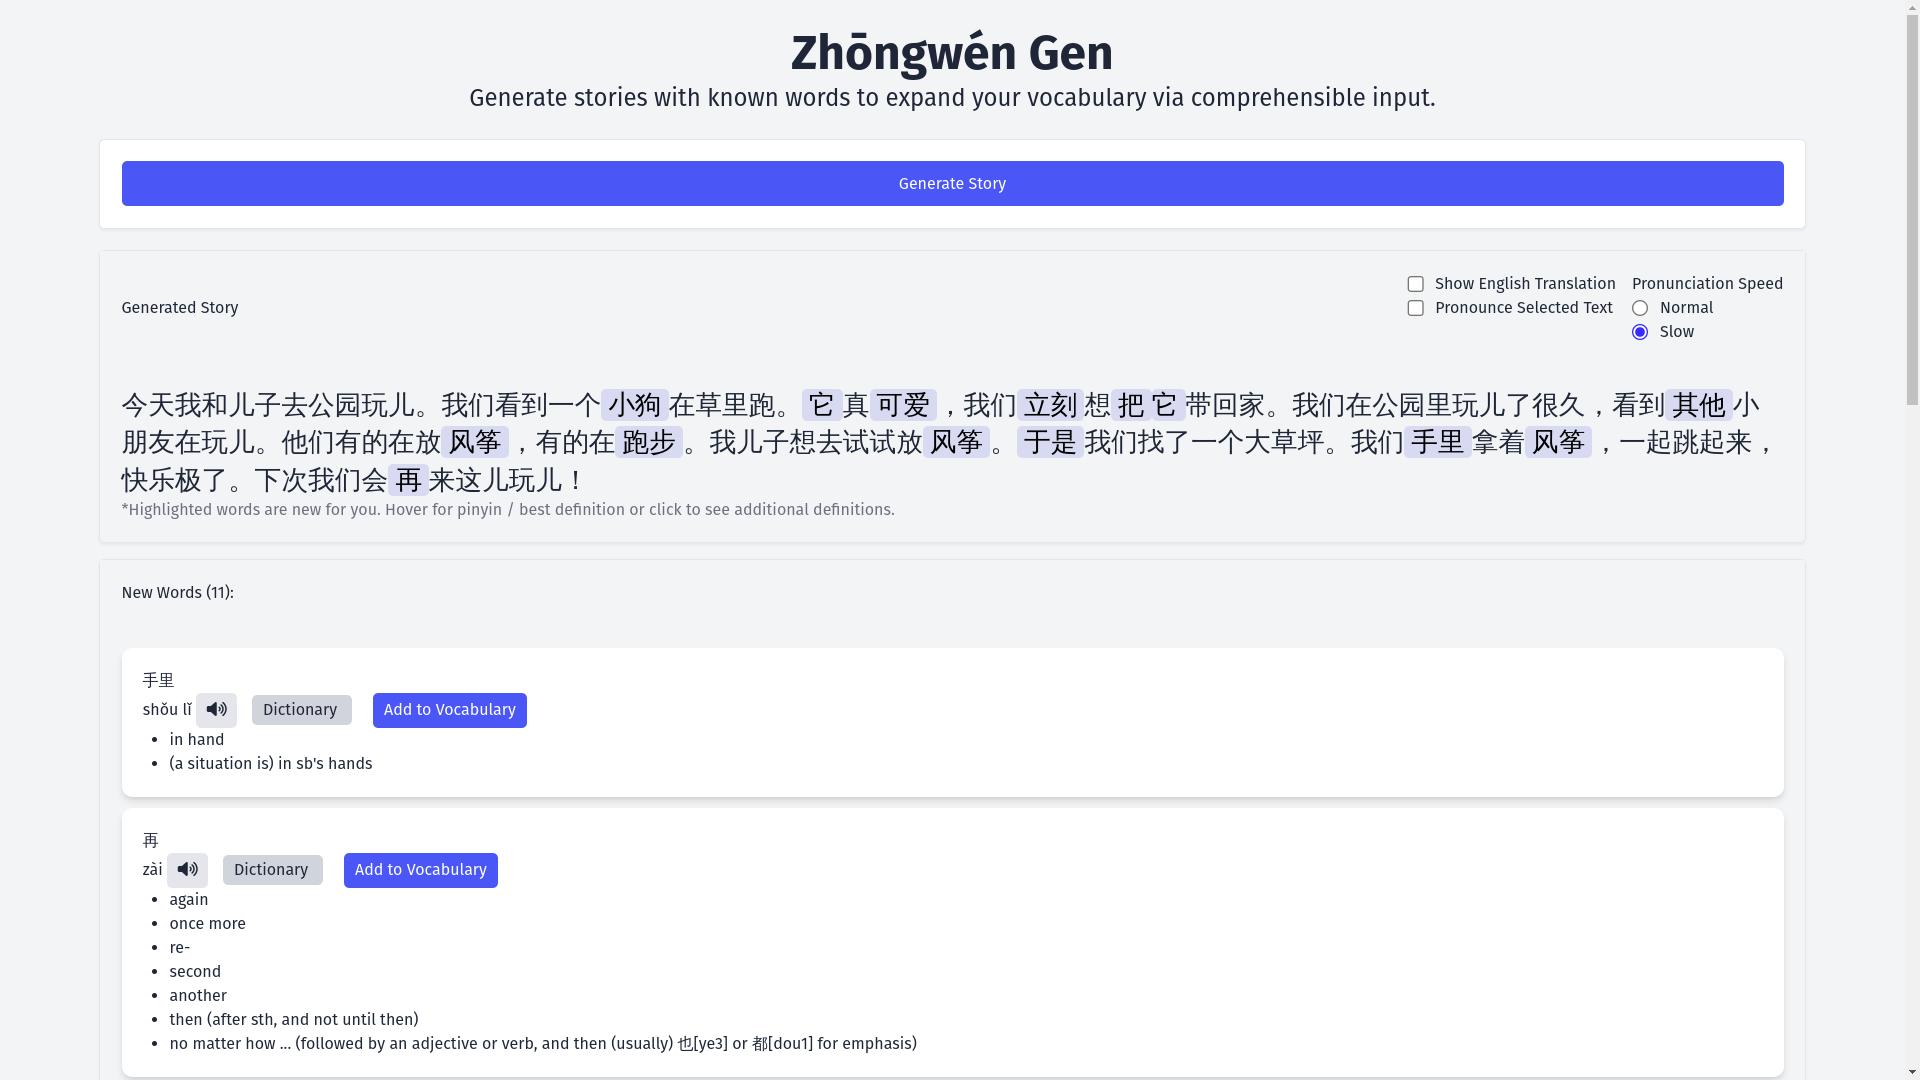 Zhōngwén Gen
Generate stories with known words to expand your vocabulary via comprehensible input.
Generate Story
Generated Story
Show English Translation
Pronounce Selected Text
Pronunciation Speed
Normal
Slow
今天我和儿子去公园玩儿。我们看到一个小狗在草里跑。它真可爱，我们立刻想把它带回家。我们在公园里玩儿了很久，看到其他小
朋友在玩儿。他们有的在放风筝，有的在跑步。我儿子想去试试放风筝。于是我们找了一个大草坪。我们手里拿着风筝，一起跳起来，
快乐极了。下次我们会再来这儿玩儿！
*Highlighted words are new for you. Hover for pinyin / best definition or click to see additional definitions.
New Words (11):
手里
shǒu lǐ
Dictionary
Add to Vocabulary
• in hand
• (a situation is) in sb's hands
再
zài
Dictionary
Add to Vocabulary
• again
• once more
• re-
• second
• another
• then (after sth, and not until then)
• no matter how ... (followed by an adjective or verb, and then (usually) 也[ye3] or 都[dou1] for emphasis)